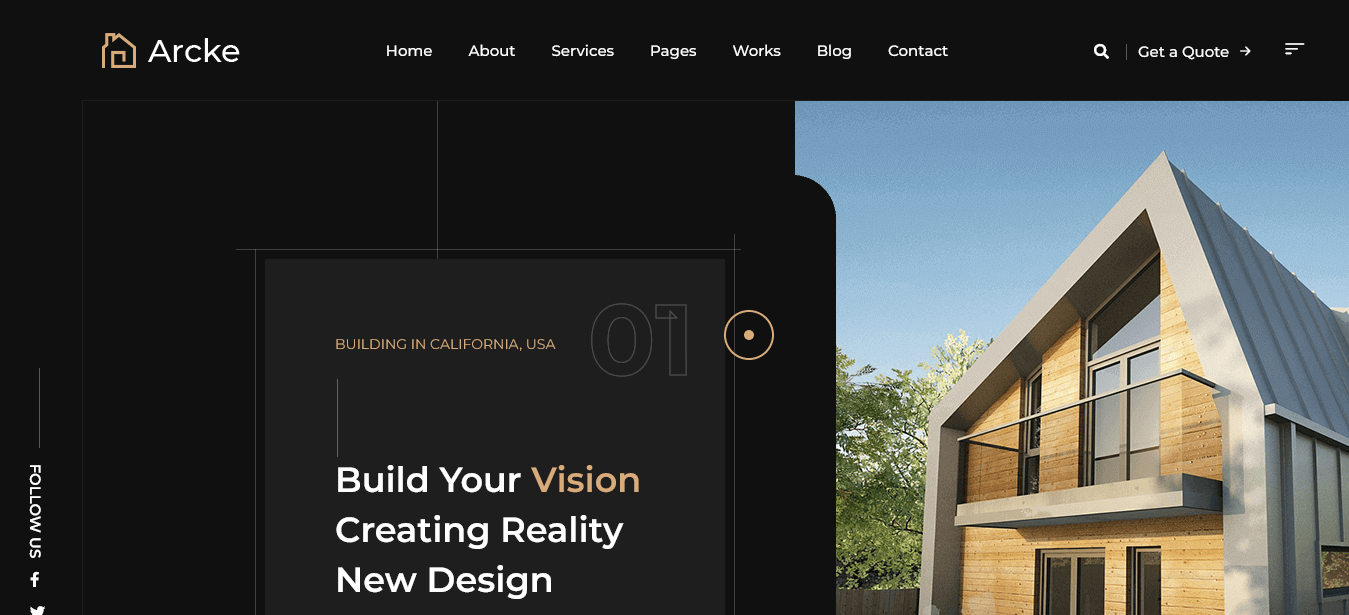 Arcke
Home About Services Pages Works Blog Contact
Get a Quote →
01
BUILDING IN CALIFORNIA, USA
Build Your Vision
Creating Reality
New Design
FOLLOW US